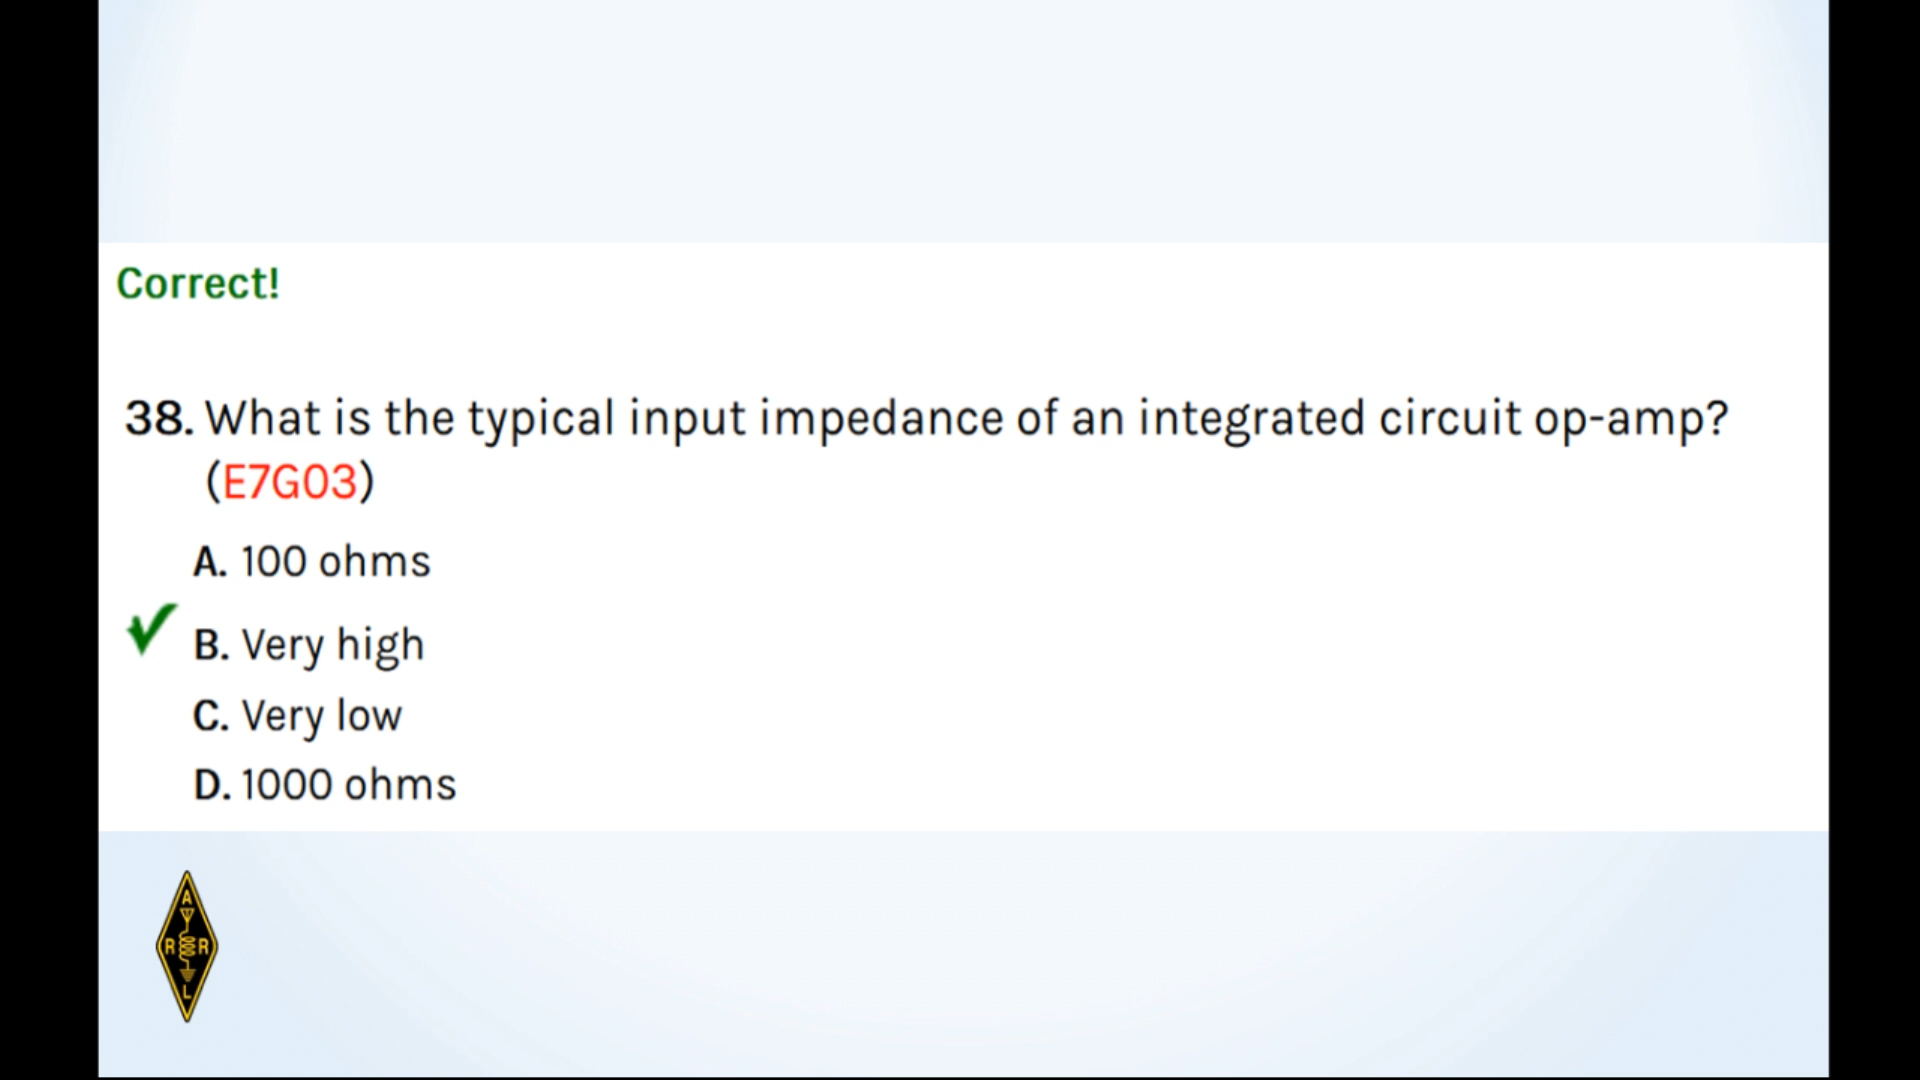 Correct!
38. What is the typical input impedance of an integrated circuit op-amp?
(E7G03)
A. 100 ohms
B. Very high
C. Very low
D. 1000 ohms
A
R R
L